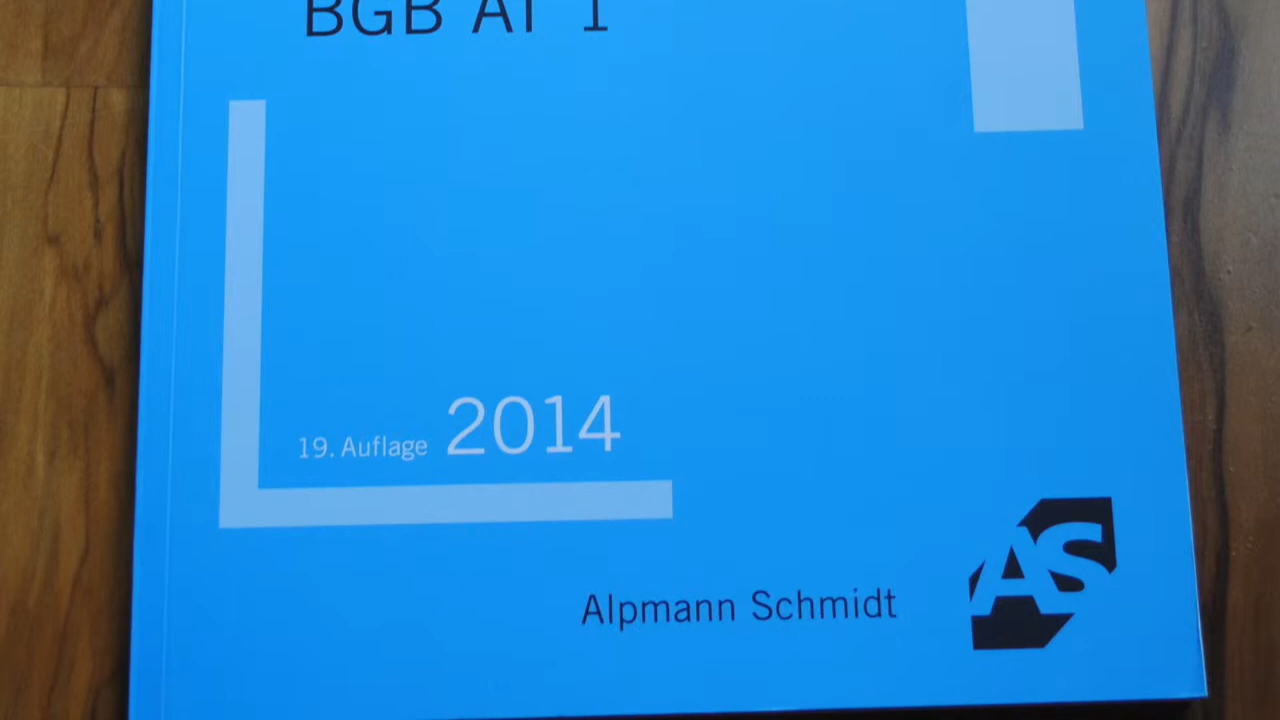 BGB AT 1
19. Auflage 2014
Alpmann Schmidt
AS